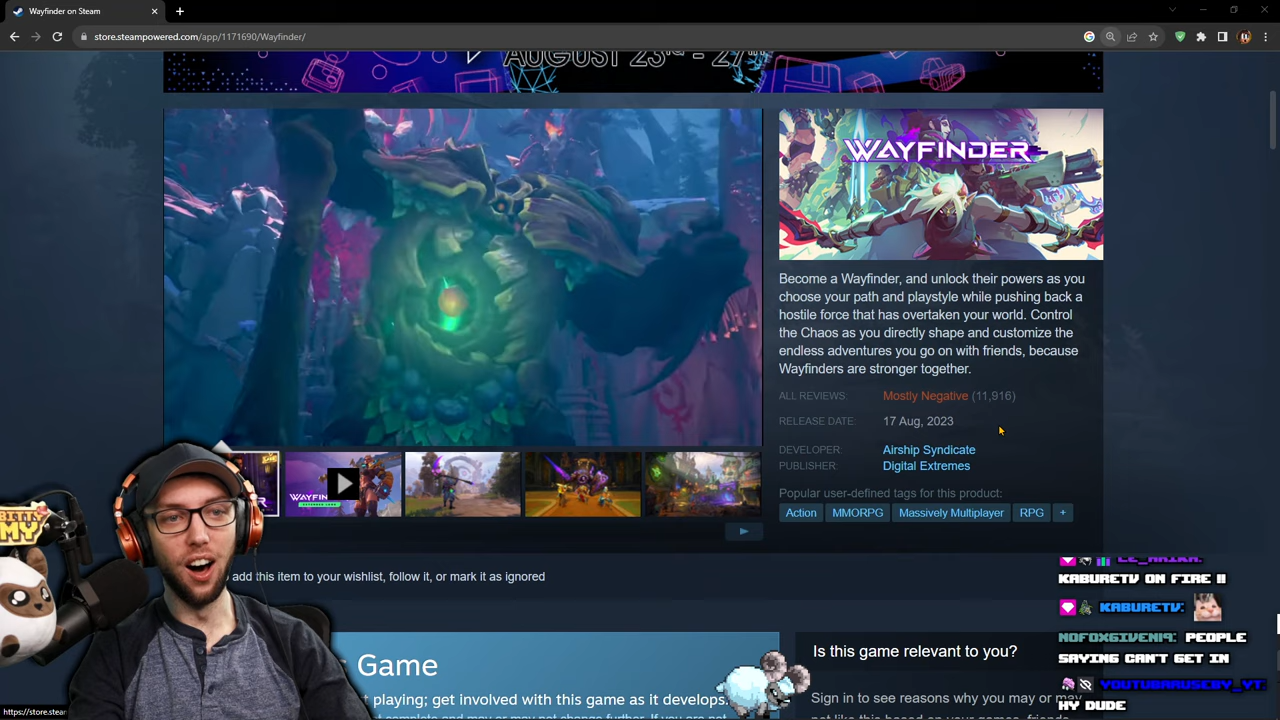 Wayfinder on Steam
store.steampowered.com/app/1171690/Wayfinder/
AUGUST 23RD - 27TH
WAYFINDER
Become a Wayfinder, and unlock their powers as you
choose your path and playstyle while pushing back a
hostile force that has overtaken your world. Control
the Chaos as you directly shape and customize the
endless adventures you go on with friends, because
Wayfinders are stronger together.
ALL REVIEWS: Mostly Negative (11,916)
RELEASE DATE: 17 Aug, 2023
DEVELOPER: Airship Syndicate
PUBLISHER: Digital Extremes
Popular user-defined tags for this product:
Action MMORPG Massively Multiplayer RPG +
add this item to your wishlist, follow it, or mark it as ignored
Game
Is this game relevant to you?
t playing; get involved with this game as it develops.
Sign in to see reasons why you may or may
KABURETV ON FIRE !!
KABURETV:
NOFOXGIVEN19: PEOPLE
SAYING CAN'T GET IN
HY DUDE
BITTY
MY
https://store.stear